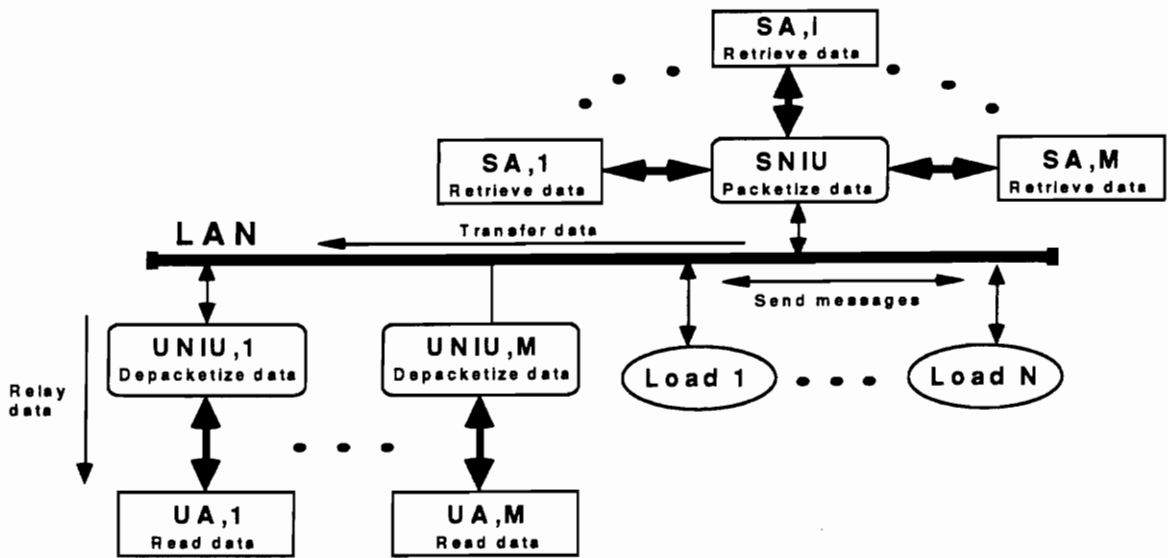 SA,i
Retrieve data
SA,1
Retrieve data
SNIU
Packetize data
SA,M
Retrieve data
LAN
Transfer data
Send messages
UNIU,1
Depacketize data
UNIU,M
Depacketize data
Load 1
Load N
Relay
data
UA,1
Read data
UA,M
Read data